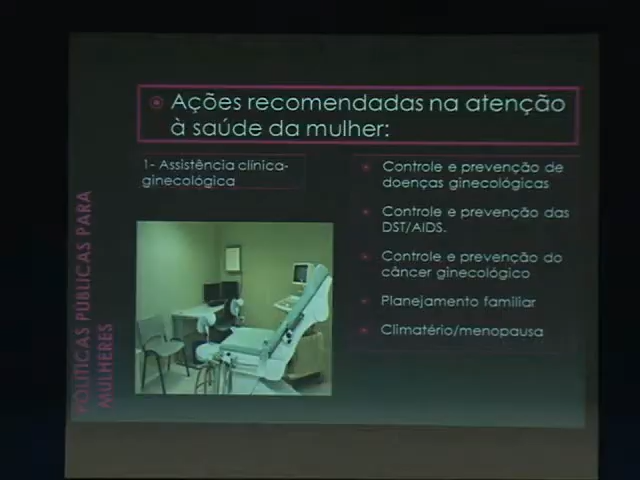 Ações recomendadas na atenção
à saúde da mulher:
1- Assistência clínica-
ginecológica
Controle e prevenção de
doenças ginecológicas
Controle e prevenção das
DST/AIDS.
Controle e prevenção do
câncer ginecológico
Planejamento familiar
Climatério/menopausa
POLÍTICAS PÚBLICAS PARA
MULHERES